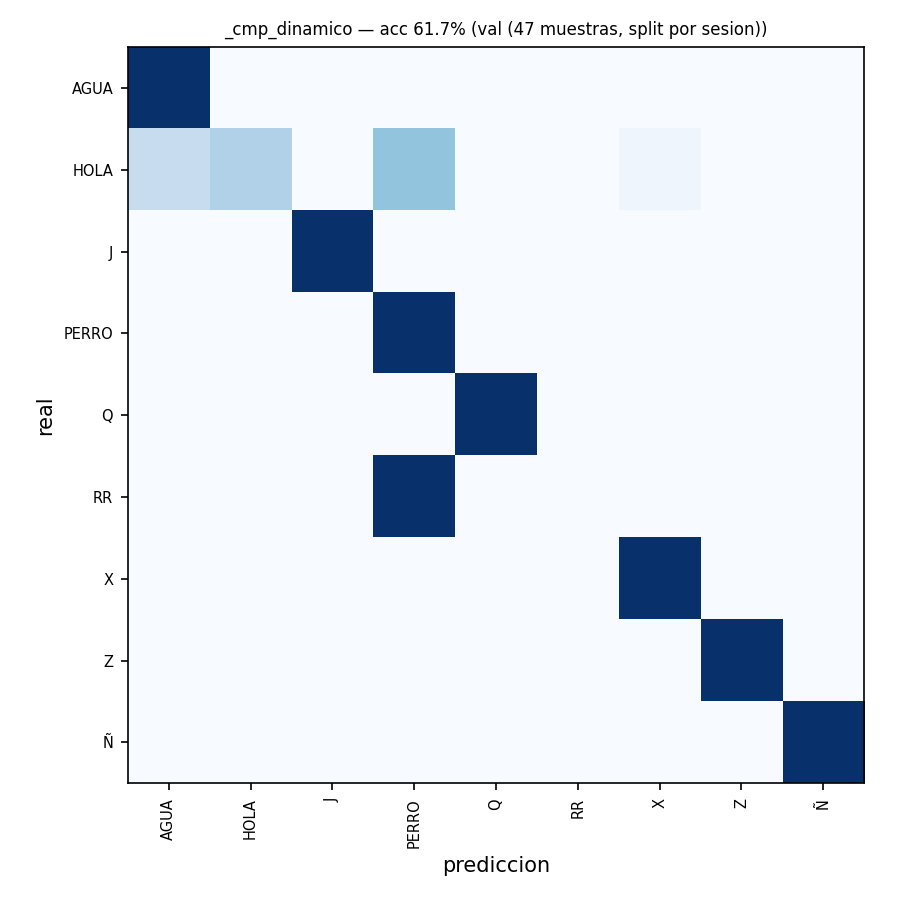 _cmp_dinamico — acc 61.7% (val (47 muestras, split por sesion))
AGUA
HOLA
J
PERRO
Q
RR
X
Z
Ñ
real
AGUA
HOLA
J
PERRO
Q
RR
X
Z
Ñ
prediccion